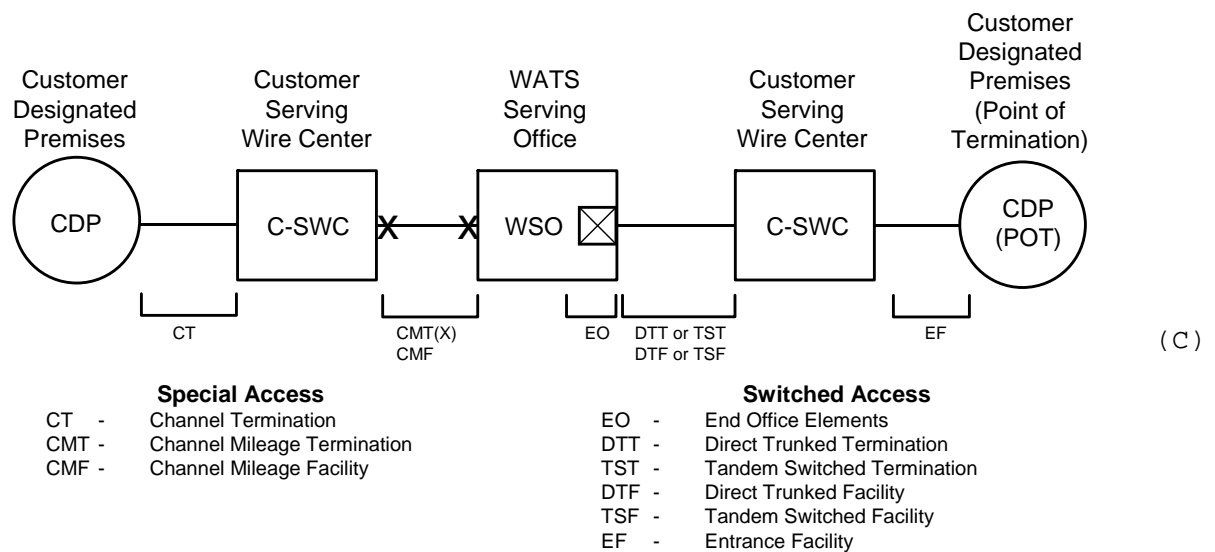 Customer
Designated
Premises
Customer
Serving
Wire Center
WATS
Serving
Office
Customer
Serving
Wire Center
Customer
Designated
Premises
(Point of
Termination)
CDP
C-SWC
X
X
WSO
C-SWC
CDP
(POT)
CT
CMT(X)
CMF
EO
DTT or TST
DTF or TSF
EF
(C)
Special Access
CT - Channel Termination
CMT - Channel Mileage Termination
CMF - Channel Mileage Facility
Switched Access
EO - End Office Elements
DTT - Direct Trunked Termination
TST - Tandem Switched Termination
DTF - Direct Trunked Facility
TSF - Tandem Switched Facility
EF - Entrance Facility